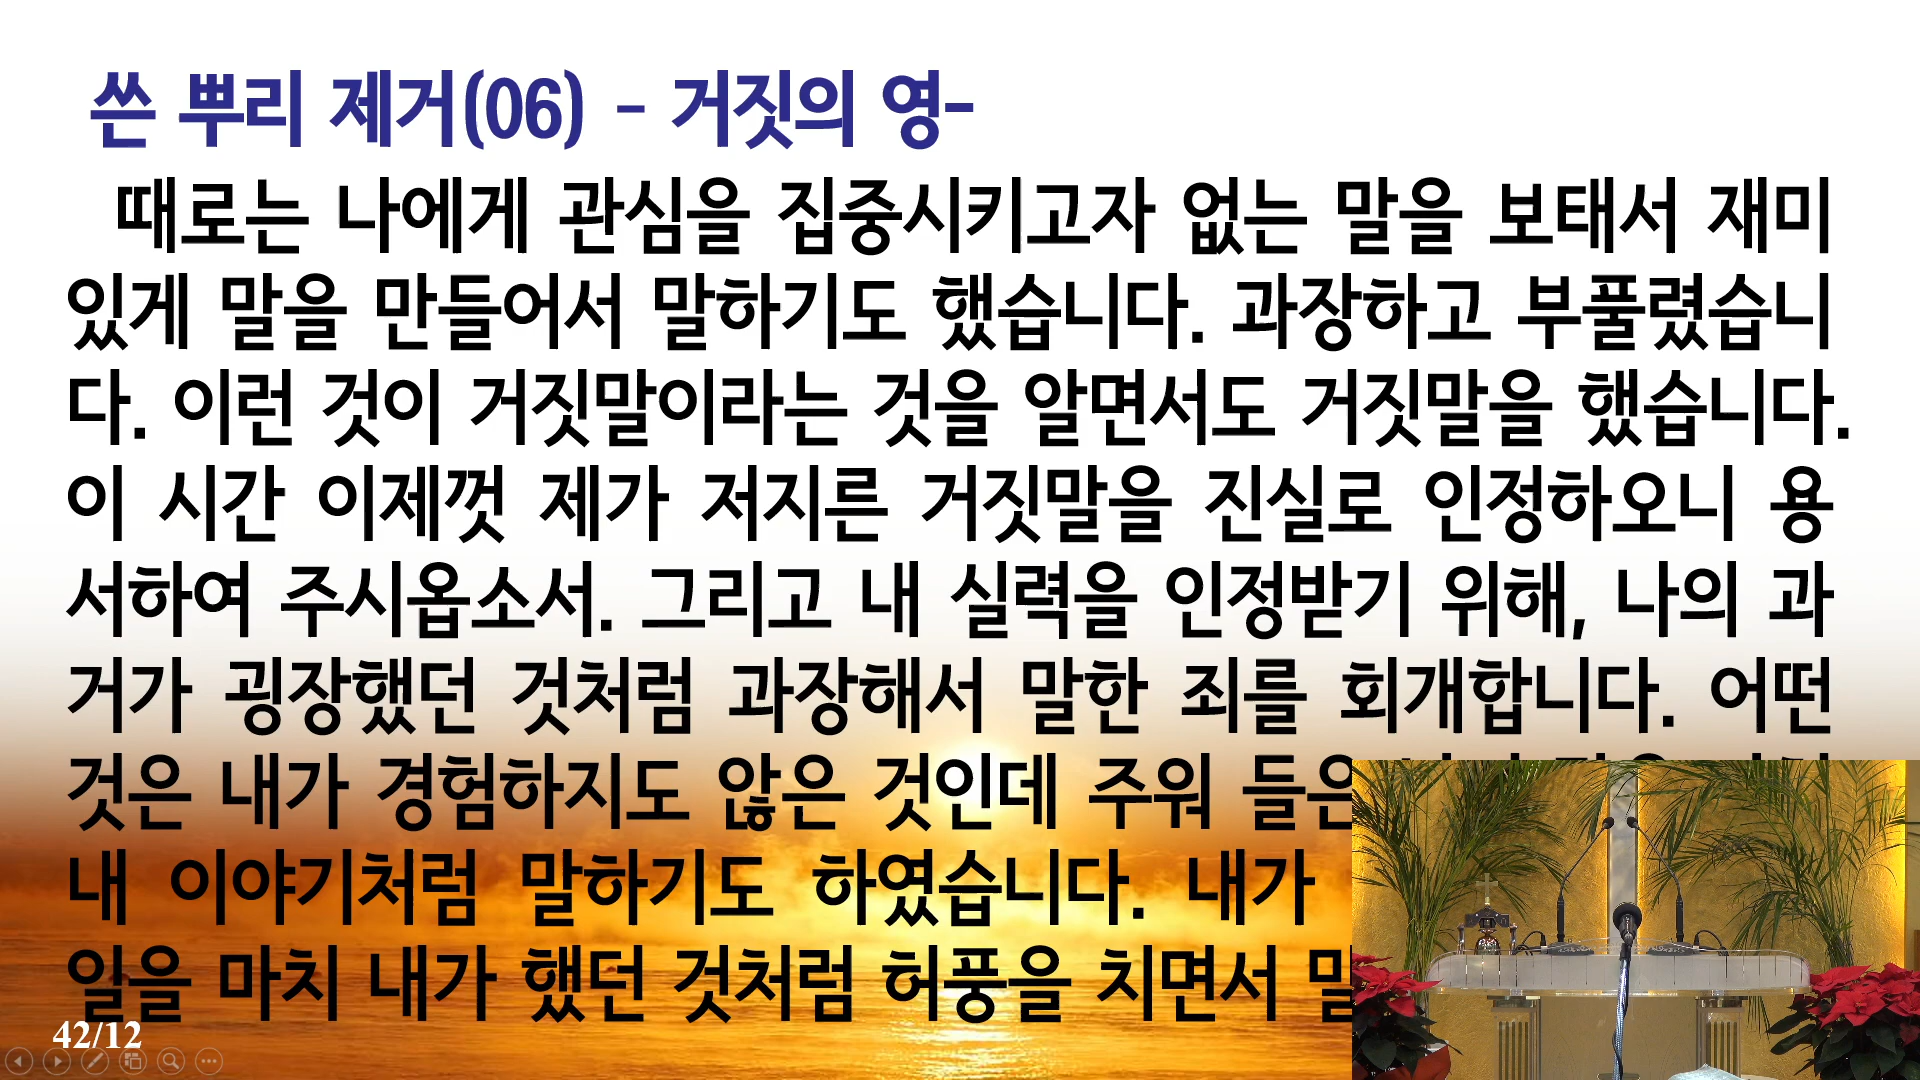 쓴 뿌리 제거(06) - 거짓의 영-
때로는 나에게 관심을 집중시키고자 없는 말을 보태서 재미
있게 말을 만들어서 말하기도 했습니다. 과장하고 부풀렸습니
다. 이런 것이 거짓말이라는 것을 알면서도 거짓말을 했습니다.
이 시간 이제껏 제가 저지른 거짓말을 진실로 인정하오니 용
서하여 주시옵소서. 그리고 내 실력을 인정받기 위해, 나의 과
거가 굉장했던 것처럼 과장해서 말한 죄를 회개합니다. 어떤
것은 내가 경험하지도 않은 것인데 주워 들은
내 이야기처럼 말하기도 하였습니다. 내가
일을 마치 내가 했던 것처럼 허풍을 치면서
42/12